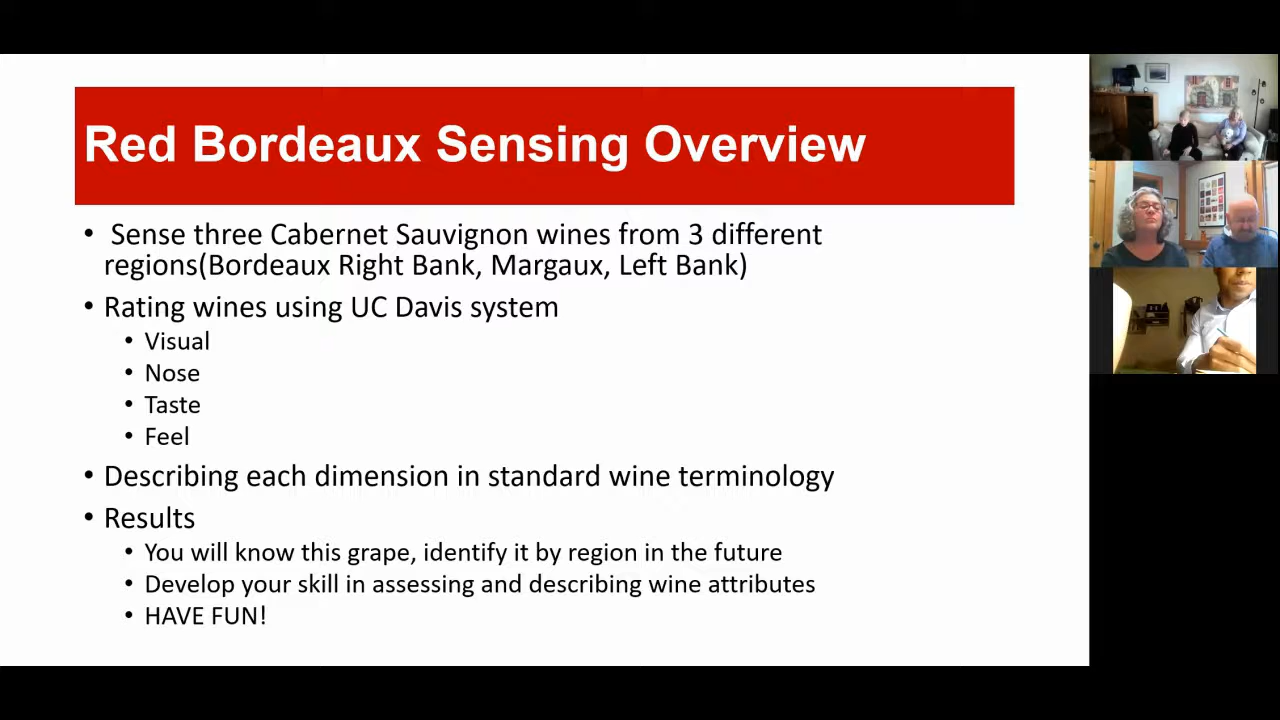 Red Bordeaux Sensing Overview
• Sense three Cabernet Sauvignon wines from 3 different
regions(Bordeaux Right Bank, Margaux, Left Bank)
• Rating wines using UC Davis system
• Visual
• Nose
• Taste
• Feel
• Describing each dimension in standard wine terminology
• Results
• You will know this grape, identify it by region in the future
• Develop your skill in assessing and describing wine attributes
• HAVE FUN!